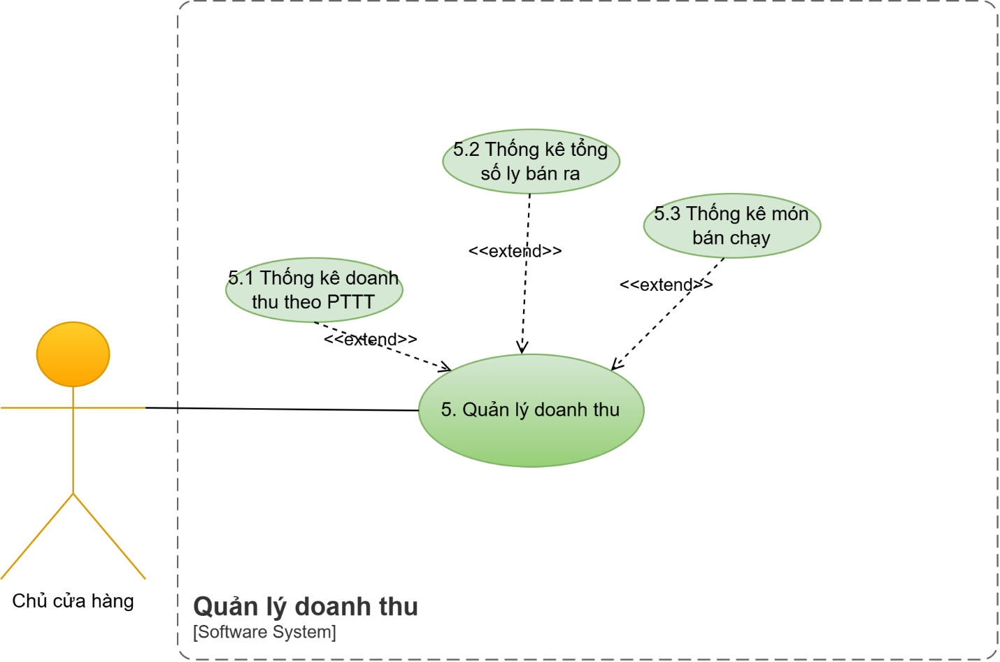 5.2 Thống kê tổng
số ly bán ra
5.3 Thống kê món
bán chạy
<<extend>>
5.1 Thống kê doanh
thu theo PTTT
<<extend>>
<<extend>>
5. Quản lý doanh thu
Chủ cửa hàng
Quản lý doanh thu
[Software System]